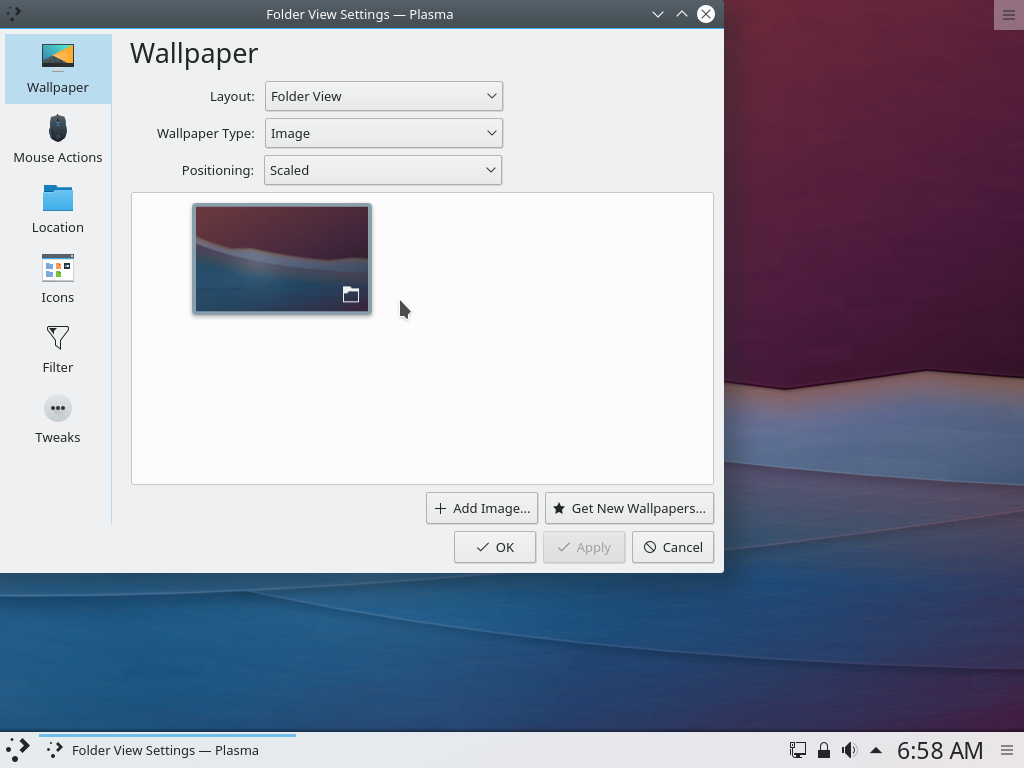 Folder View Settings — Plasma
Wallpaper
Wallpaper
Layout: Folder View
Wallpaper Type: Image
Mouse Actions
Positioning: Scaled
Location
Icons
Filter
Tweaks
Add Image... Get New Wallpapers...
OK Apply Cancel
Folder View Settings — Plasma 6:58 AM